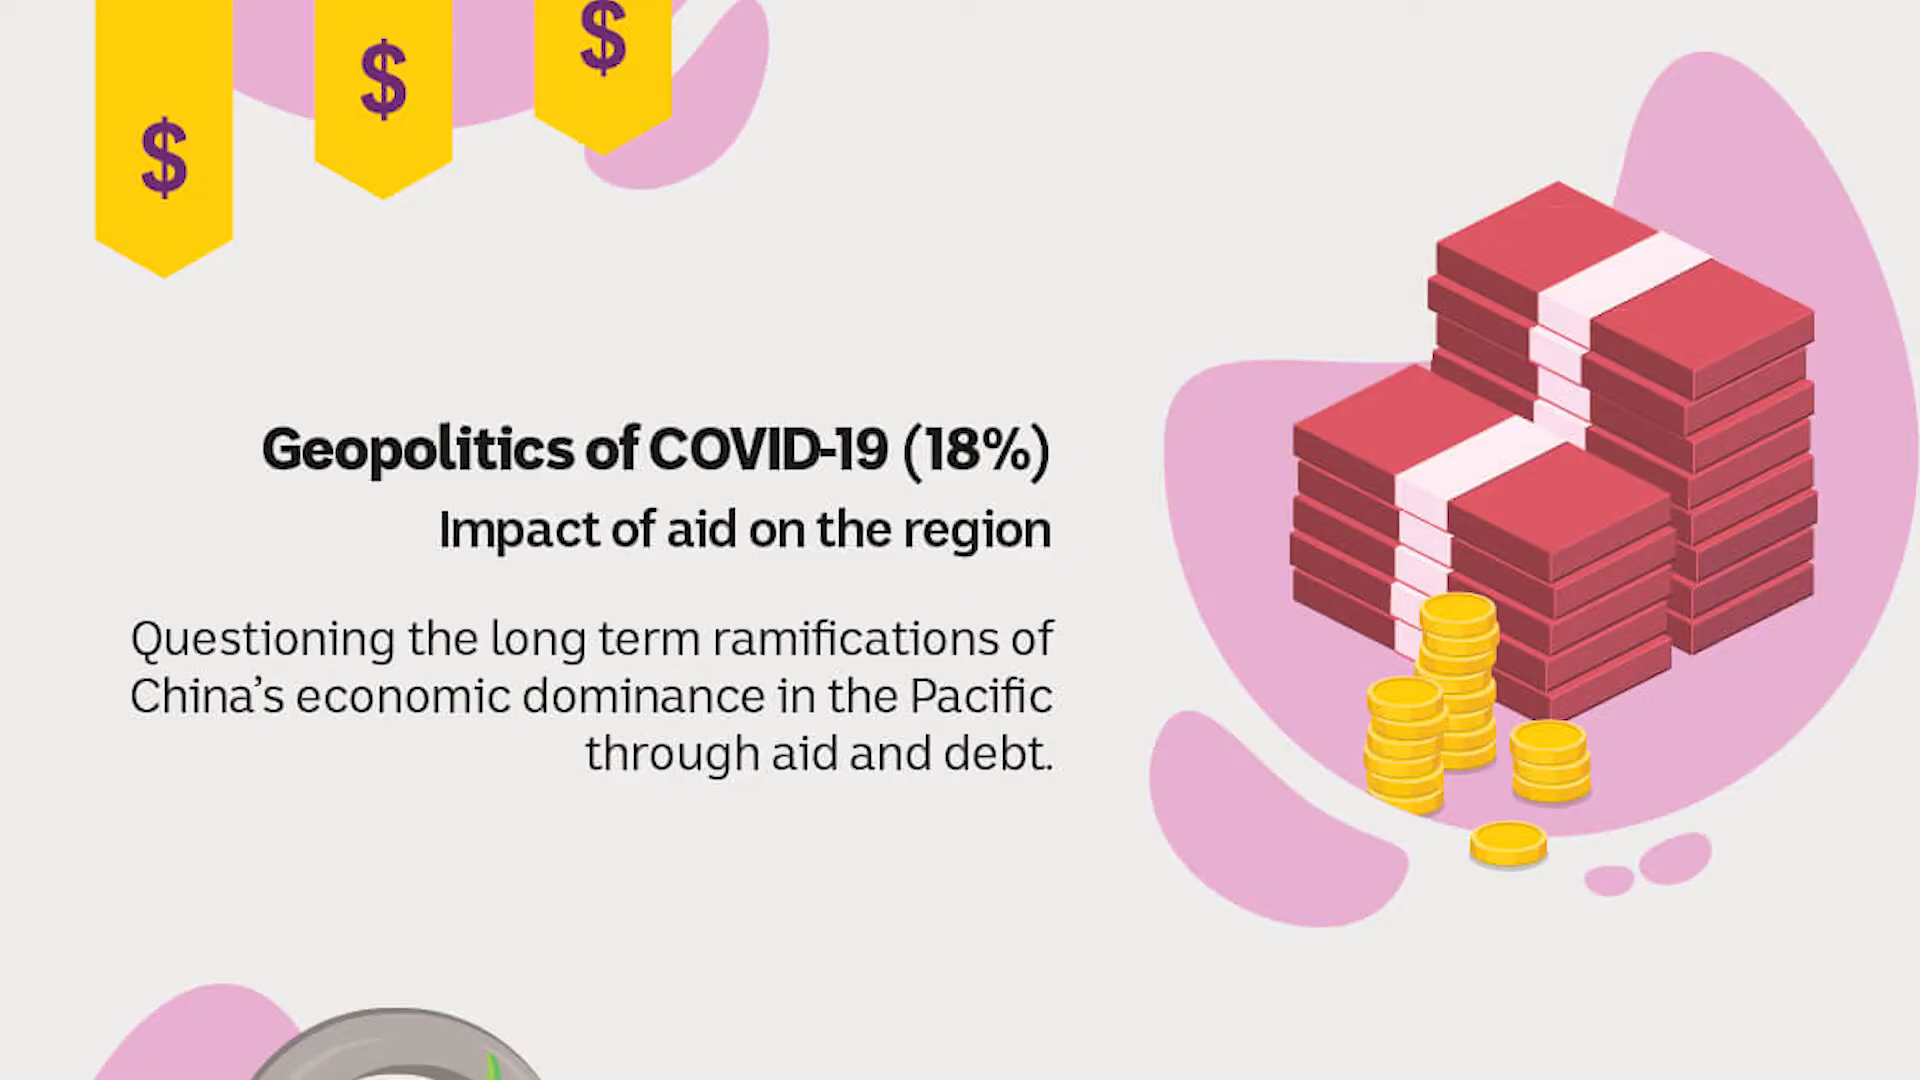 $
$
$
Geopolitics of COVID-19 (18%)
Impact of aid on the region
Questioning the long term ramifications of
China’s economic dominance in the Pacific
through aid and debt.